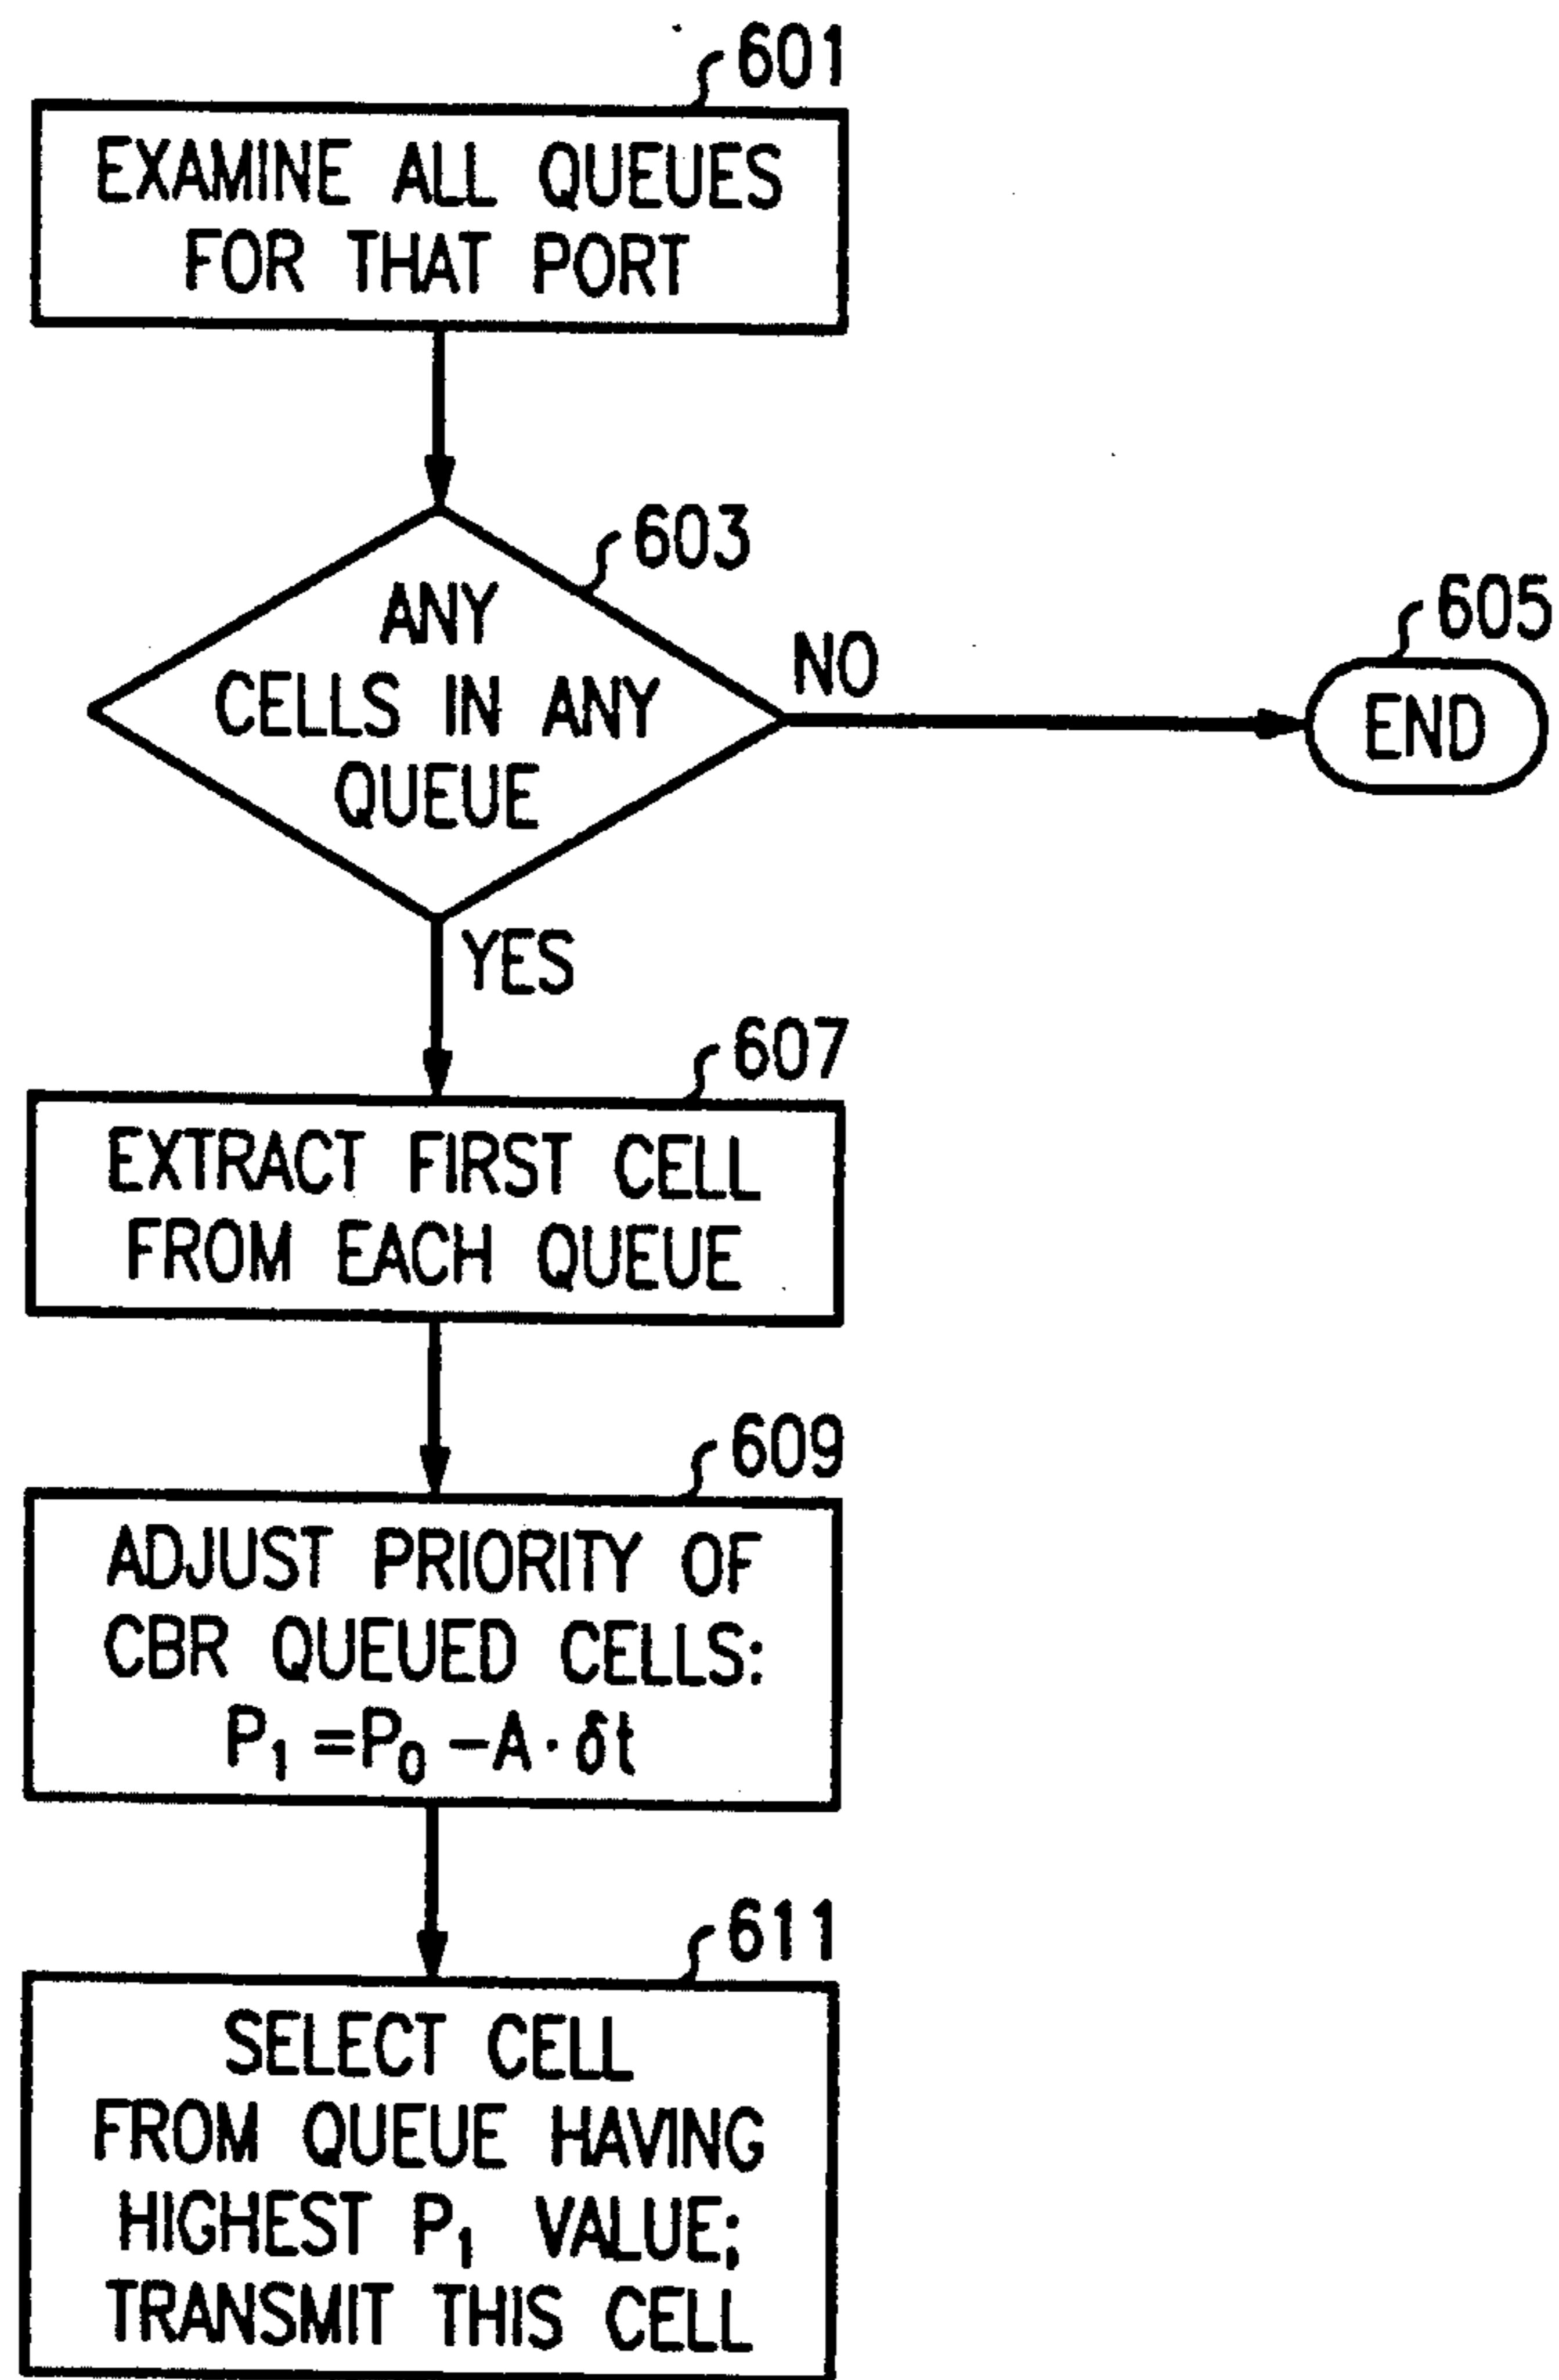 601
EXAMINE ALL QUEUES
FOR THAT PORT
603
ANY
CELLS IN ANY
QUEUE
NO
605
END
YES
607
EXTRACT FIRST CELL
FROM EACH QUEUE
609
ADJUST PRIORITY OF
CBR QUEUED CELLS:
P₁ = P₀ – A · δt
611
SELECT CELL
FROM QUEUE HAVING
HIGHEST P₁ VALUE;
TRANSMIT THIS CELL